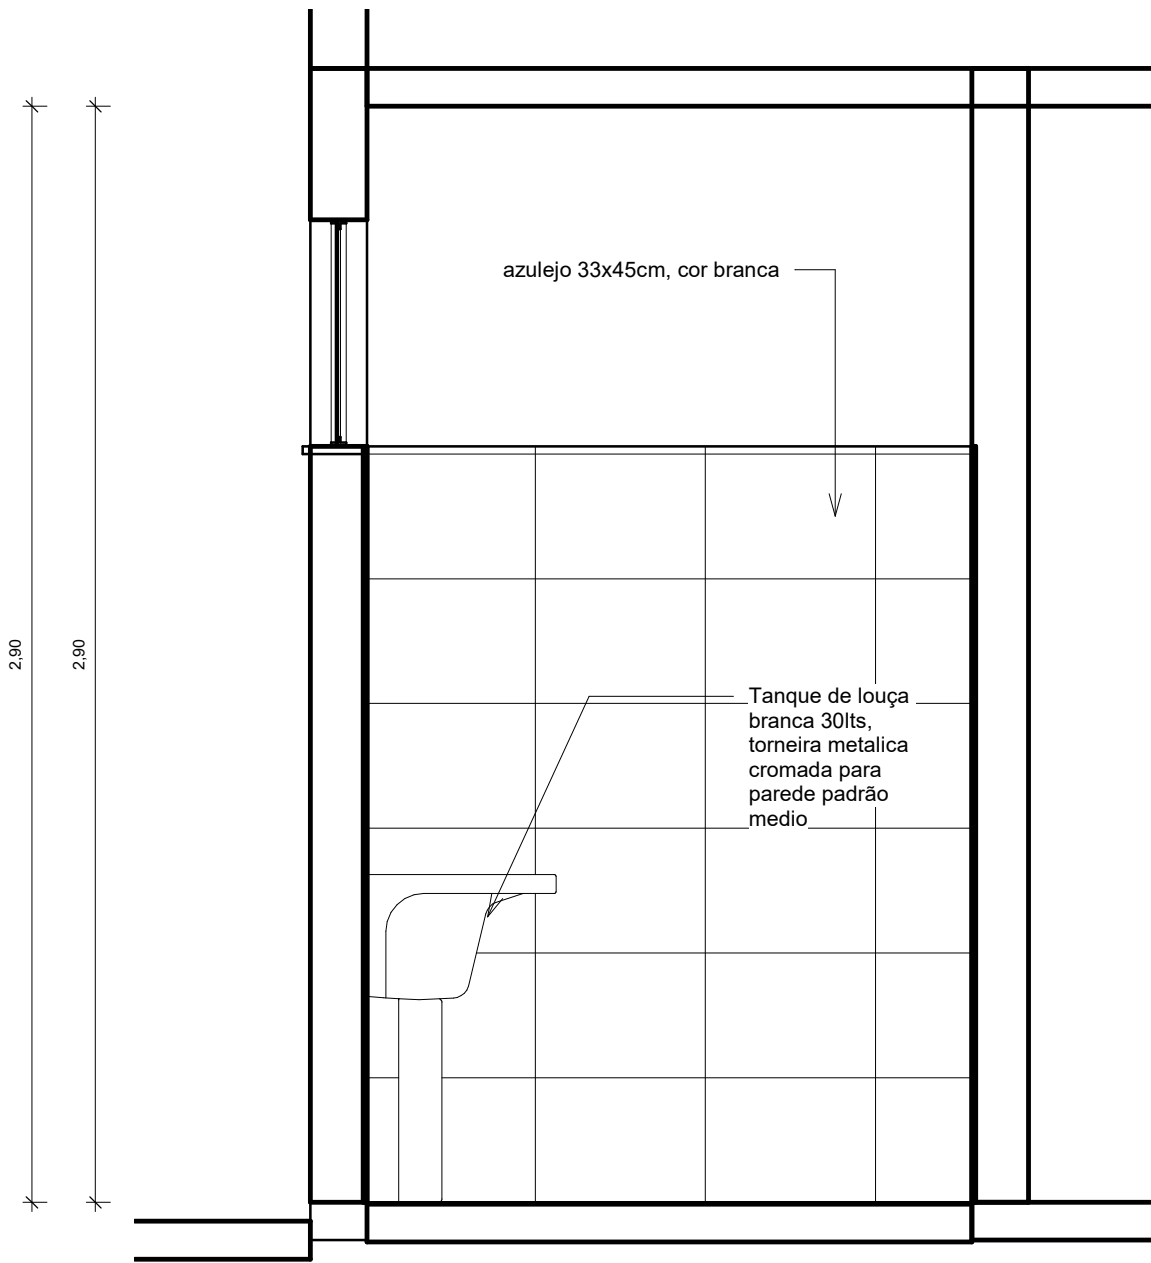 azulejo 33x45cm, cor branca
2,90
2,90
Tanque de louça
branca 30lts,
torneira metalica
cromada para
parede padrão
medio